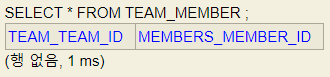 SELECT * FROM TEAM_MEMBER ;
TEAM_TEAM_ID MEMBERS_MEMBER_ID
(행 없음, 1 ms)